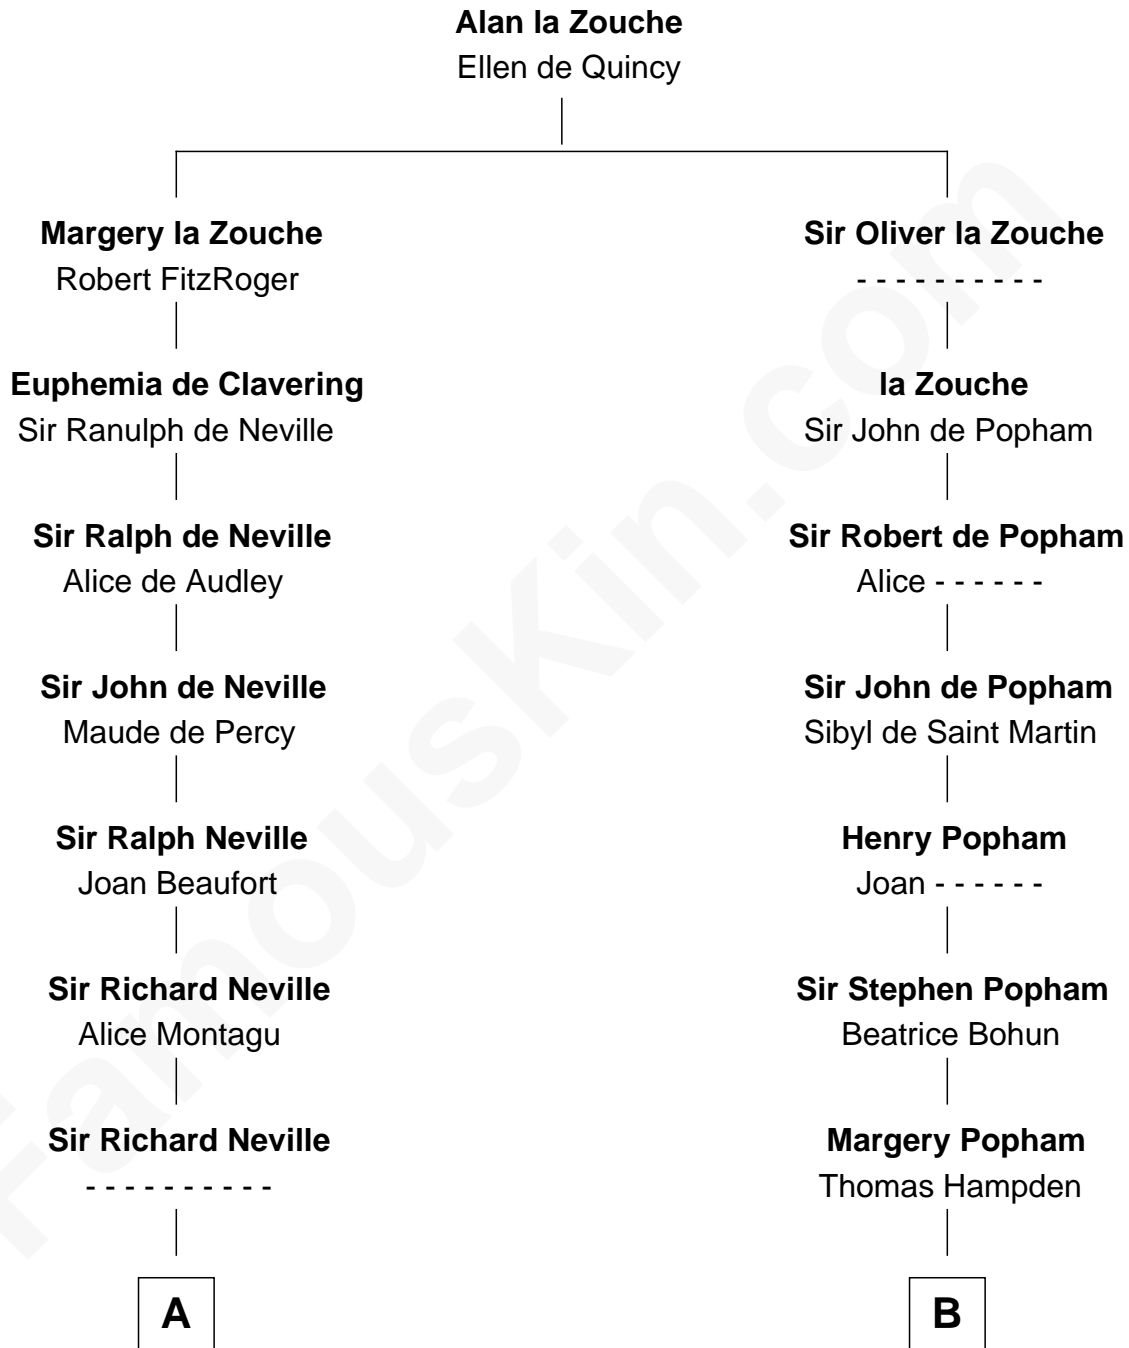 Alan la Zouche
Ellen de Quincy
Margery la Zouche
Robert FitzRoger
Sir Oliver la Zouche
- - - - - - - - - -
Euphemia de Clavering
Sir Ranulph de Neville
la Zouche
Sir John de Popham
Sir Ralph de Neville
Alice de Audley
Sir Robert de Popham
Alice - - - - - -
Sir John de Neville
Maude de Percy
Sir John de Popham
Sibyl de Saint Martin
Sir Ralph Neville
Joan Beaufort
Henry Popham
Joan - - - - - -
Sir Richard Neville
Alice Montagu
Sir Stephen Popham
Beatrice Bohun
Sir Richard Neville
- - - - - - - - - -
Margery Popham
Thomas Hampden
A
B
FamousKin.com